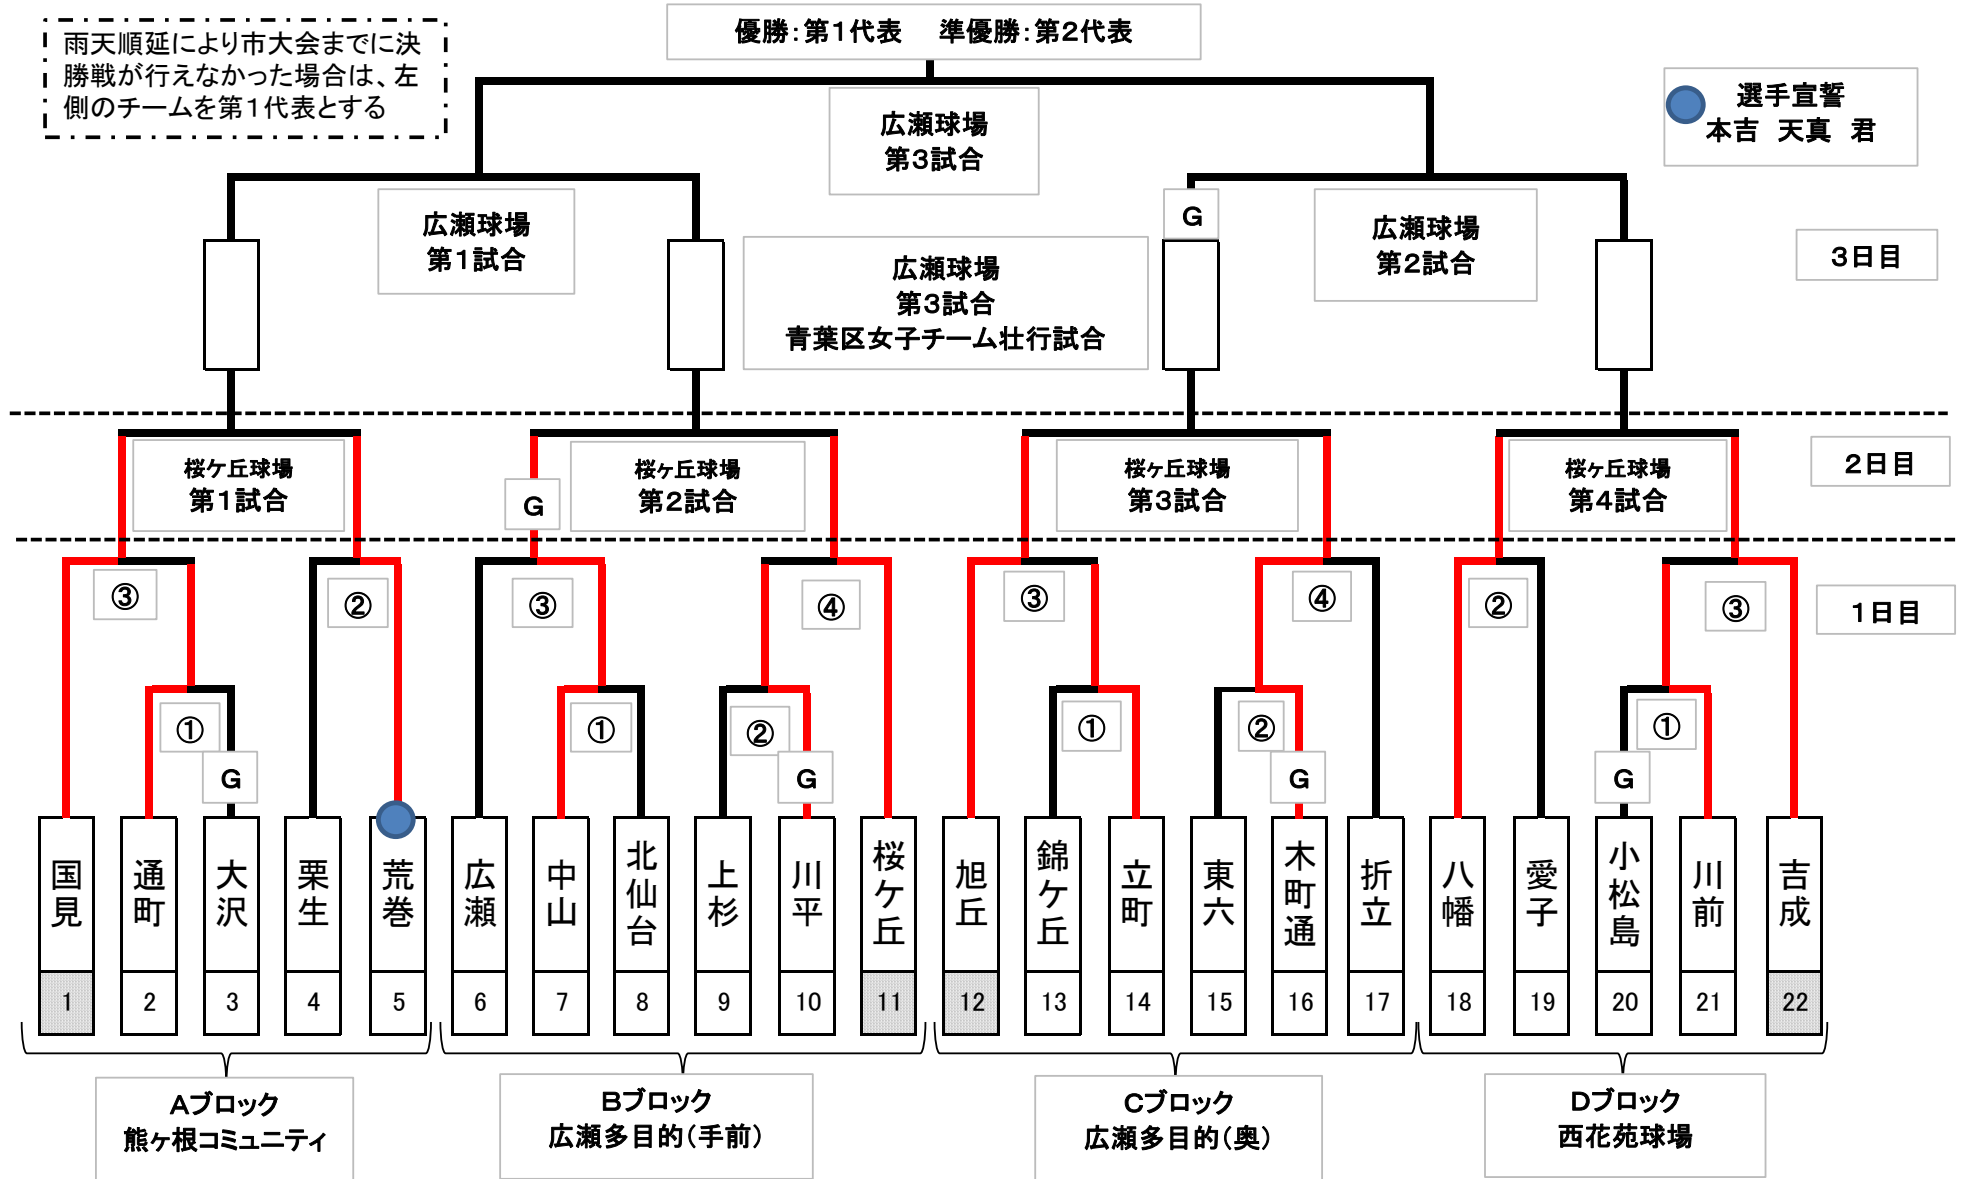 雨天順延により市大会までに決
勝戦が行えなかった場合は、左
側のチームを第1代表とする
優勝：第1代表　準優勝：第2代表
選手宣誓
本吉　天真　君
広瀬球場
第3試合
広瀬球場
第1試合
広瀬球場
第3試合
青葉区女子チーム壮行試合
G
広瀬球場
第2試合
3日目
桜ケ丘球場
第1試合
G
桜ヶ丘球場
第2試合
桜ヶ丘球場
第3試合
桜ヶ丘球場
第4試合
2日目
③
②
③
④
③
④
②
③
1日目
①
①
②
①
②
①
G
G
G
G
国見
通町
大沢
栗生
荒巻
広瀬
中山
北仙台
上杉
川平
桜ケ丘
旭丘
錦ケ丘
立町
東六
木町通
折立
八幡
愛子
小松島
川前
吉成
1
2
3
4
5
6
7
8
9
10
11
12
13
14
15
16
17
18
19
20
21
22
Aブロック
熊ヶ根コミュニティ
Bブロック
広瀬多目的（手前）
Cブロック
広瀬多目的（奥）
Dブロック
西花苑球場